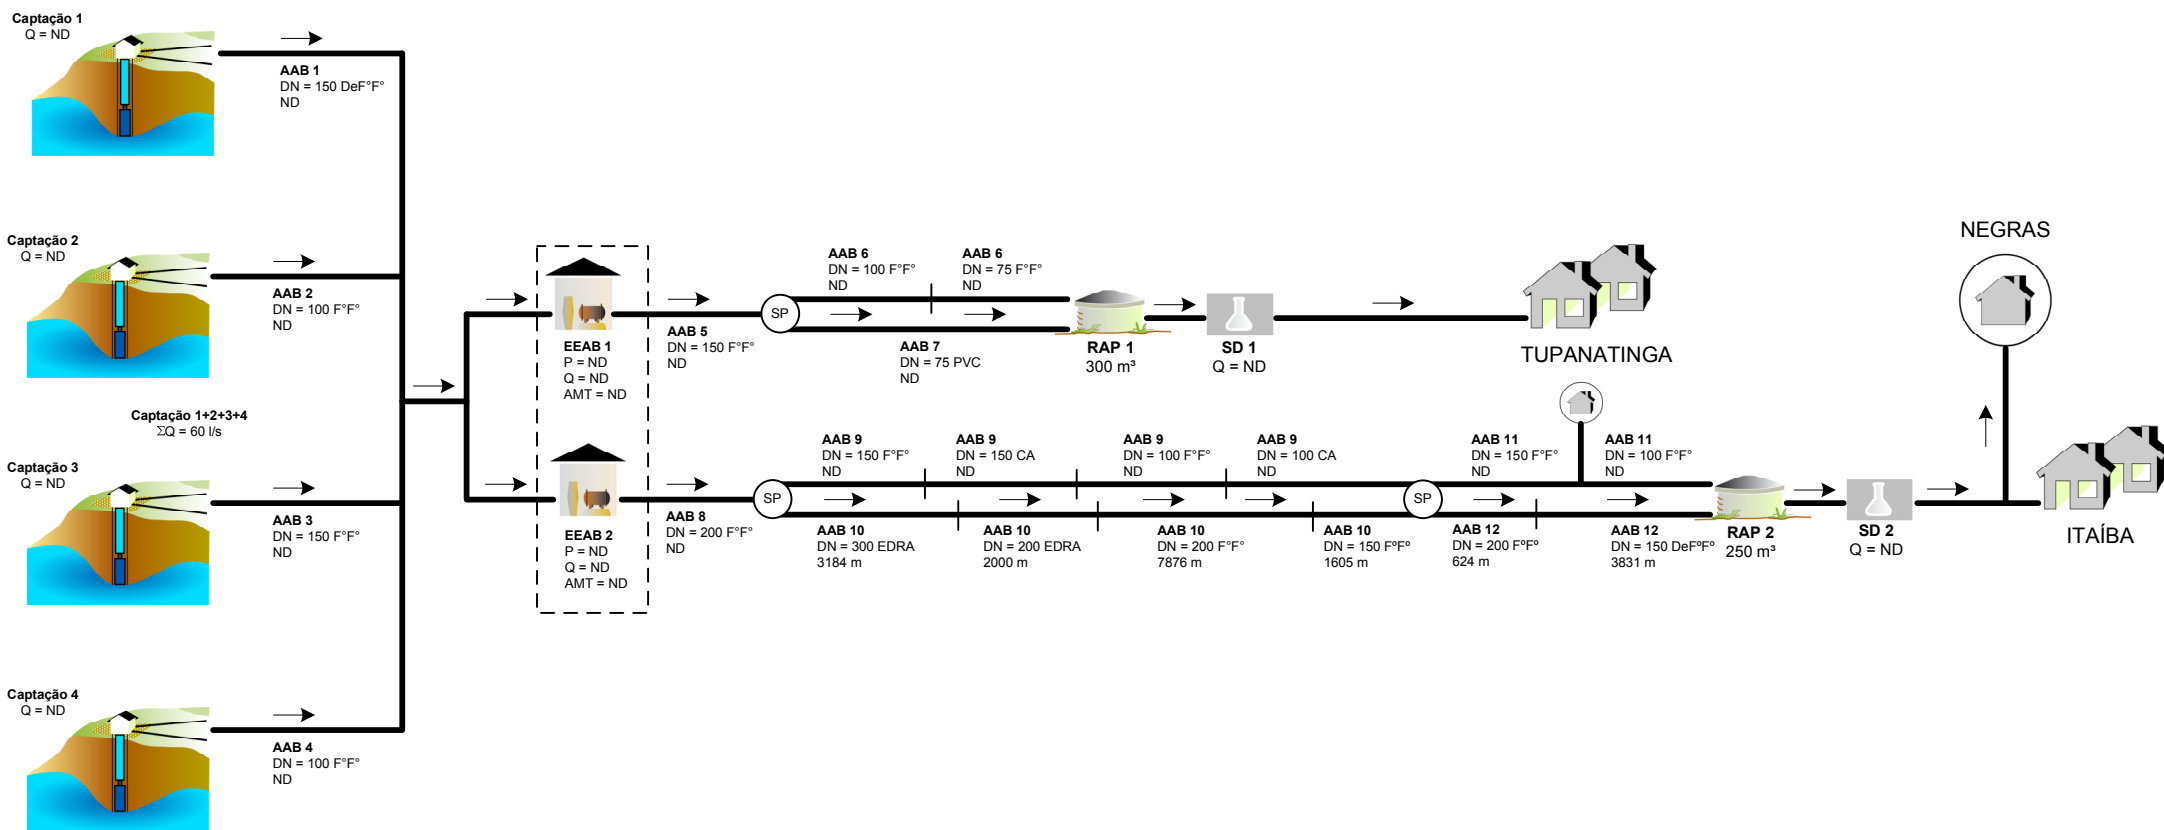 Captação 1
Q = ND
AAB 1
DN = 150 DeF°F°
ND
Captação 2
Q = ND
AAB 2
DN = 100 F°F°
ND
Captação 1+2+3+4
ΣQ = 60 l/s
Captação 3
Q = ND
AAB 3
DN = 150 F°F°
ND
Captação 4
Q = ND
AAB 4
DN = 100 F°F°
ND
EEAB 1
P = ND
Q = ND
AMT = ND
AAB 5
DN = 150 F°F°
ND
SP
AAB 6
DN = 100 F°F°
ND
AAB 6
DN = 75 F°F°
ND
AAB 7
DN = 75 PVC
ND
RAP 1
300 m³
SD 1
Q = ND
TUPANATINGA
EEAB 2
P = ND
Q = ND
AMT = ND
AAB 8
DN = 200 F°F°
ND
SP
AAB 9
DN = 150 F°F°
ND
AAB 9
DN = 150 CA
ND
AAB 9
DN = 100 F°F°
ND
AAB 9
DN = 100 CA
ND
AAB 10
DN = 300 EDRA
3184 m
AAB 10
DN = 200 EDRA
2000 m
AAB 10
DN = 200 F°F°
7876 m
AAB 10
DN = 150 FºFº
1605 m
SP
AAB 11
DN = 150 F°F°
ND
AAB 11
DN = 100 F°F°
ND
AAB 12
DN = 200 FºFº
624 m
AAB 12
DN = 150 DeFºFº
3831 m
RAP 2
250 m³
SD 2
Q = ND
NEGRAS
ITAÍBA